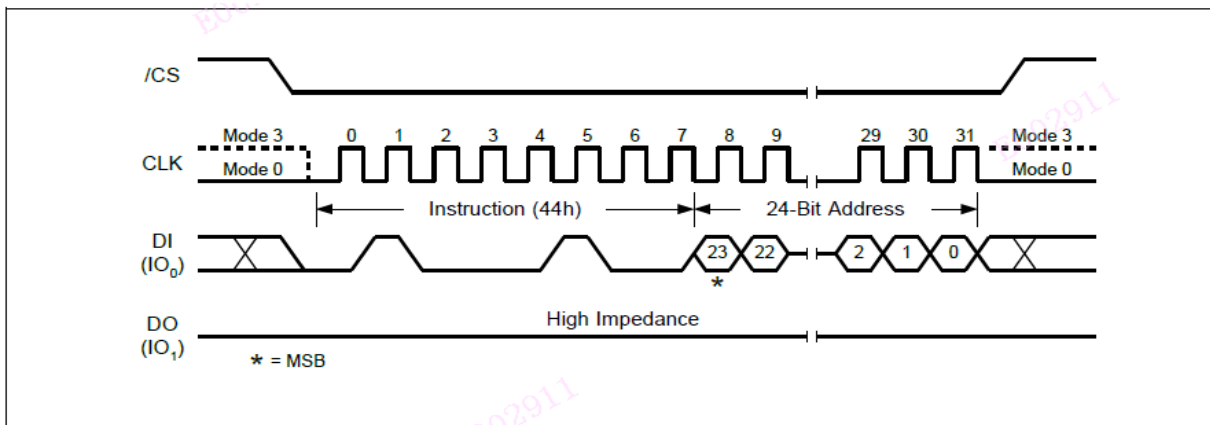 E002911
/CS
Mode 3 0 1 2 3 4 5 6 7 8 9 29 30 31 Mode 3
CLK
Mode 0 Mode 0
Instruction (44h) 24-Bit Address
DI
(IO0)
23 22 2 1 0
*
High Impedance
DO
(IO1)
* = MSB